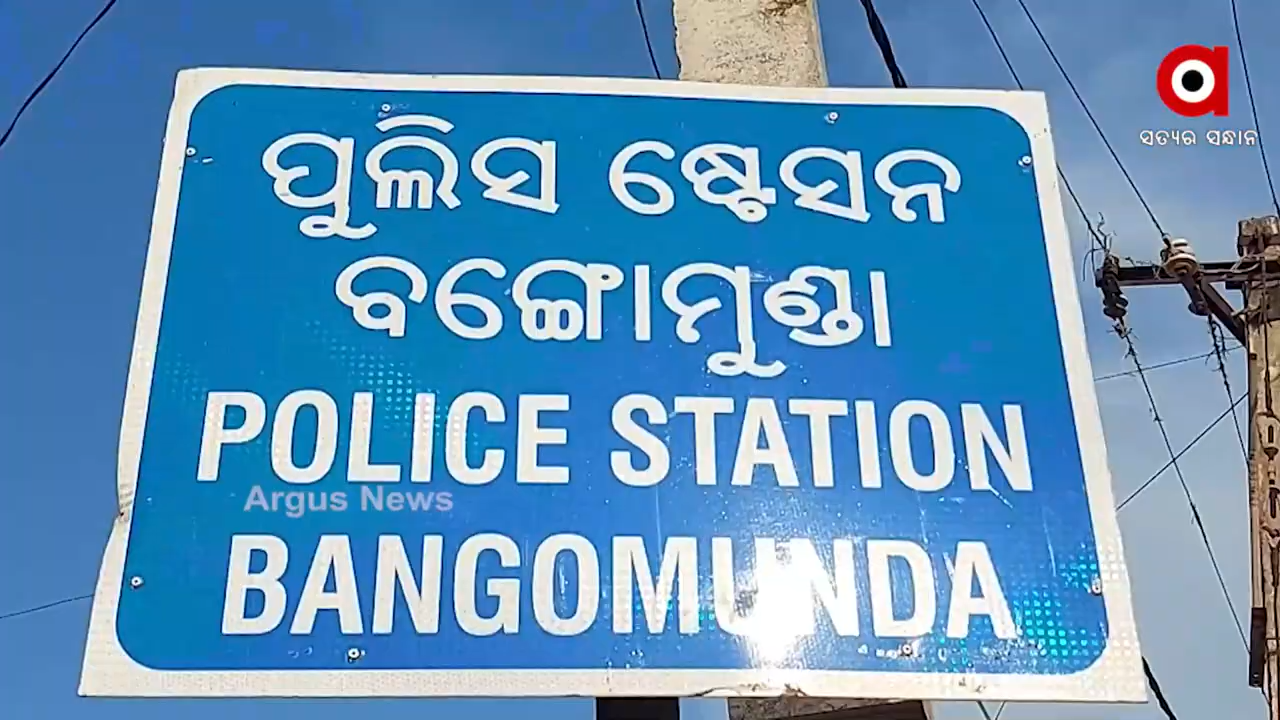 ସତ୍ୟର ସନ୍ଧାନ
ପୁଲିସ ଷ୍ଟେସନ
ବଙ୍ଗୋମୁଣ୍ଡା
POLICE STATION
Argus News
BANGOMUNDA